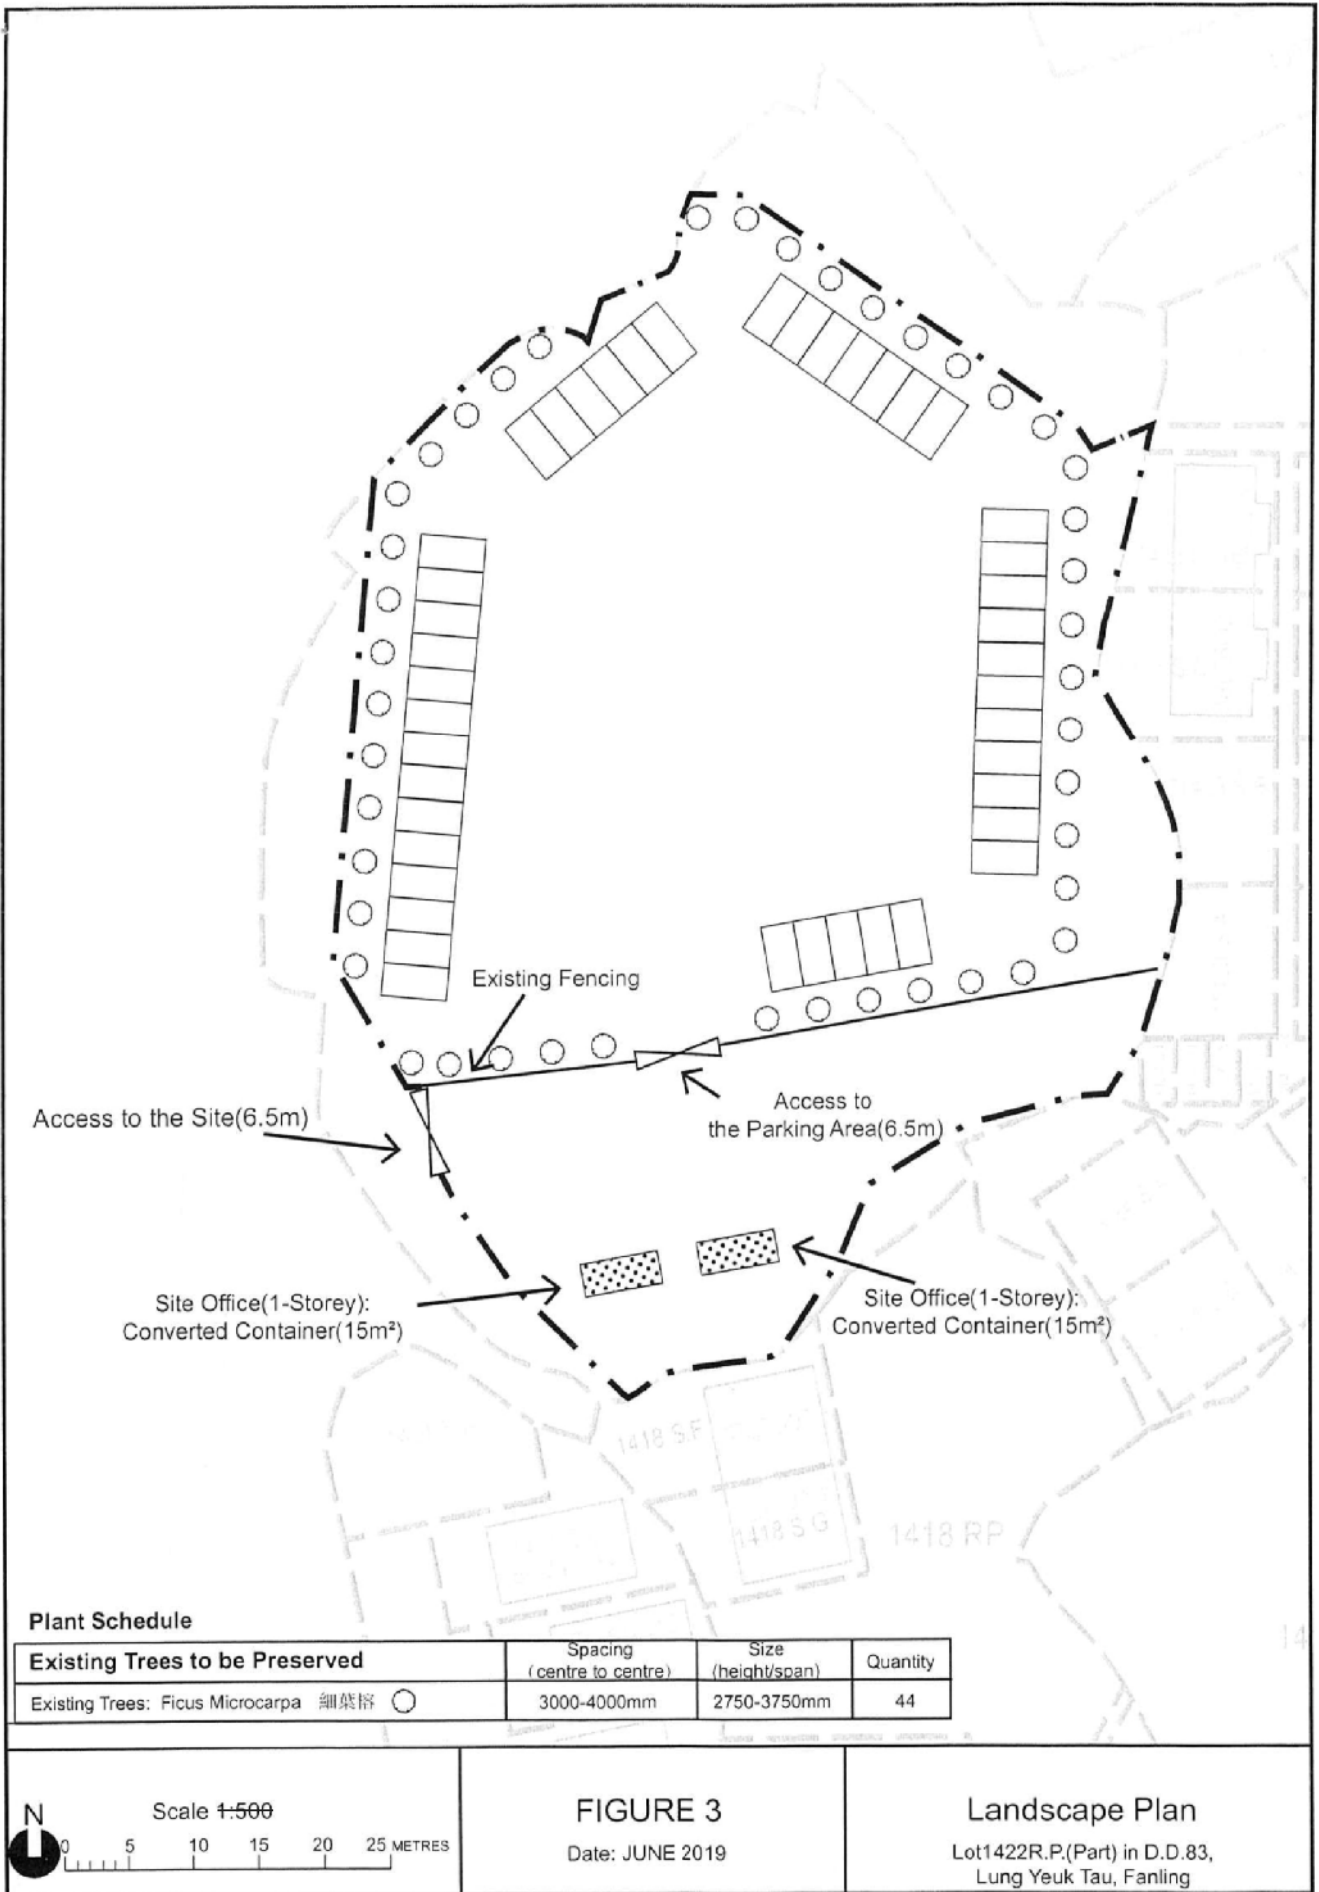 Existing Fencing
Access to the Site(6.5m)
Access to
the Parking Area(6.5m)
Site Office(1-Storey):
Converted Container(15m²)
Site Office(1-Storey):
Converted Container(15m²)
1418 S.F
1418 S G
1418 RP
14
Plant Schedule
Existing Trees to be Preserved
Spacing
(centre to centre)
Size
(height/span)
Quantity
Existing Trees: Ficus Microcarpa 細葉榕
3000-4000mm
2750-3750mm
44
N
Scale 1:500
0 5 10 15 20 25 METRES
FIGURE 3
Date: JUNE 2019
Landscape Plan
Lot1422R.P.(Part) in D.D.83,
Lung Yeuk Tau, Fanling